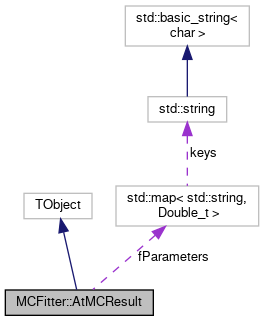 std::basic_string<
char >
std::string
keys
TObject
std::map< std::string,
Double_t >
fParameters
MCFitter::AtMCResult